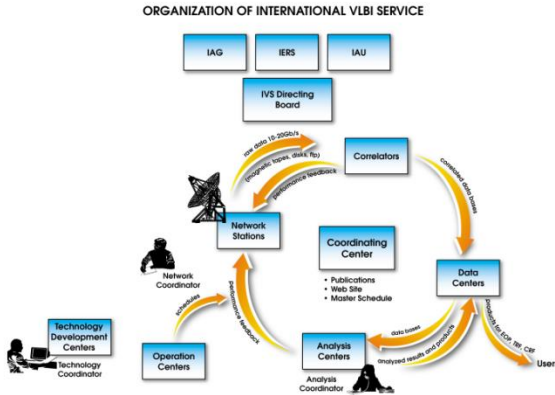 ORGANIZATION OF INTERNATIONAL VLBI SERVICE
IAG
IERS
IAU
IVS Directing
Board
raw data 10-20Gb/s
(magnetic tapes, disks, ftp)
performance feedback
Correlators
correlated data bases
Network
Stations
Coordinating
Center
• Publications
• Web Site
• Master Schedule
Network
Coordinator
Data
Centers
schedules
performance feedback
data bases
analyzed results and products
products for EOP, TRF, CRF
Technology
Development
Centers
Technology
Coordinator
Operation
Centers
Analysis
Centers
Analysis
Coordinator
User